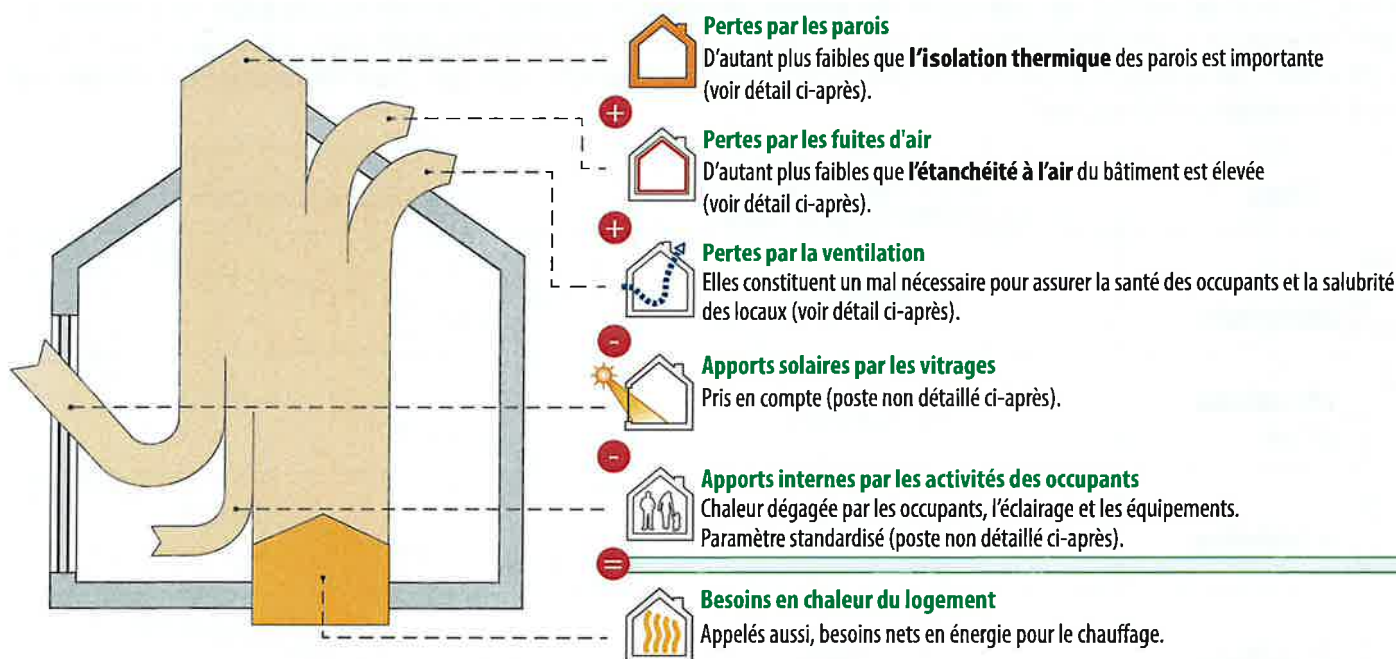 Pertes par les parois
D'autant plus faibles que l'isolation thermique des parois est importante
(voir détail ci-après).
+
Pertes par les fuites d'air
D'autant plus faibles que l'étanchéité à l'air du bâtiment est élevée
(voir détail ci-après).
+
Pertes par la ventilation
Elles constituent un mal nécessaire pour assurer la santé des occupants et la salubrité
des locaux (voir détail ci-après).
-
Apports solaires par les vitrages
Pris en compte (poste non détaillé ci-après).
-
Apports internes par les activités des occupants
Chaleur dégagée par les occupants, l'éclairage et les équipements.
Paramètre standardisé (poste non détaillé ci-après).
=
Besoins en chaleur du logement
Appelés aussi, besoins nets en énergie pour le chauffage.